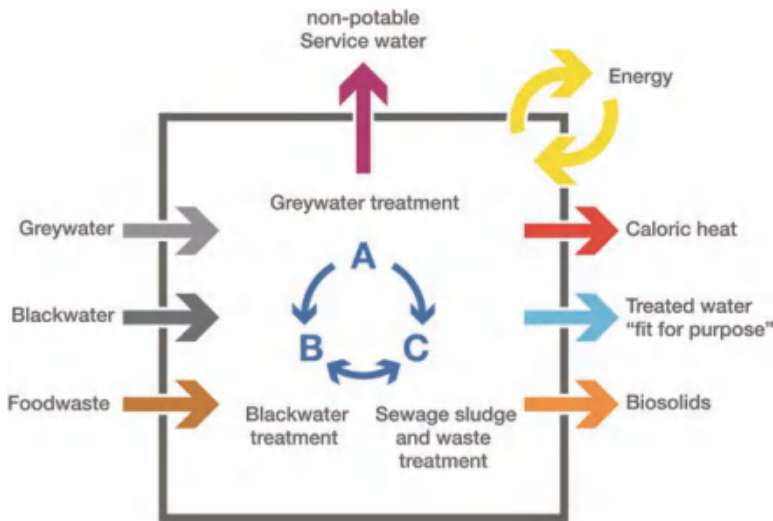 non-potable
Service water
Energy
Greywater treatment
Greywater
Caloric heat
A
Blackwater
Treated water
"fit for purpose"
B
C
Foodwaste
Biosolids
Blackwater
treatment
Sewage sludge
and waste
treatment